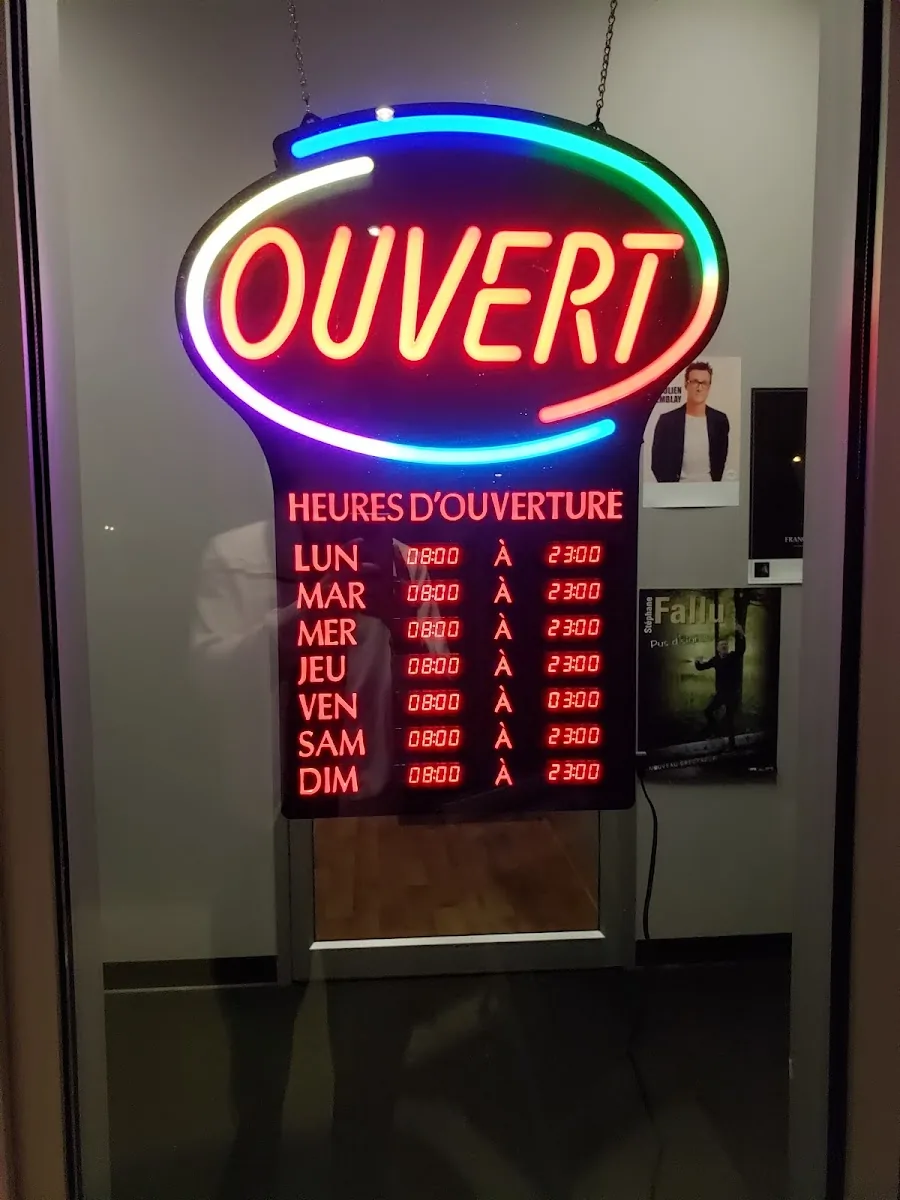 OUVERT
HEURES D'OUVERTURE
LUN 08:00 À 23:00
MAR 08:00 À 23:00
MER 08:00 À 23:00
JEU 08:00 À 23:00
VEN 08:00 À 03:00
SAM 08:00 À 23:00
DIM 08:00 À 23:00
Stéphane
Fallu